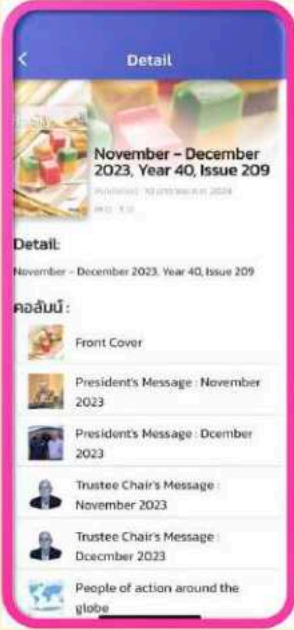 Detail
November – December
2023, Year 40, Issue 209
Detail:
November – December 2023, Year 40, Issue 209
คอลัมน์ :
Front Cover
President's Message : November
2023
President's Message : Dcember
2023
Trustee Chair's Message :
November 2023
Trustee Chair's Message :
Dcecmber 2023
People of action around the
globe